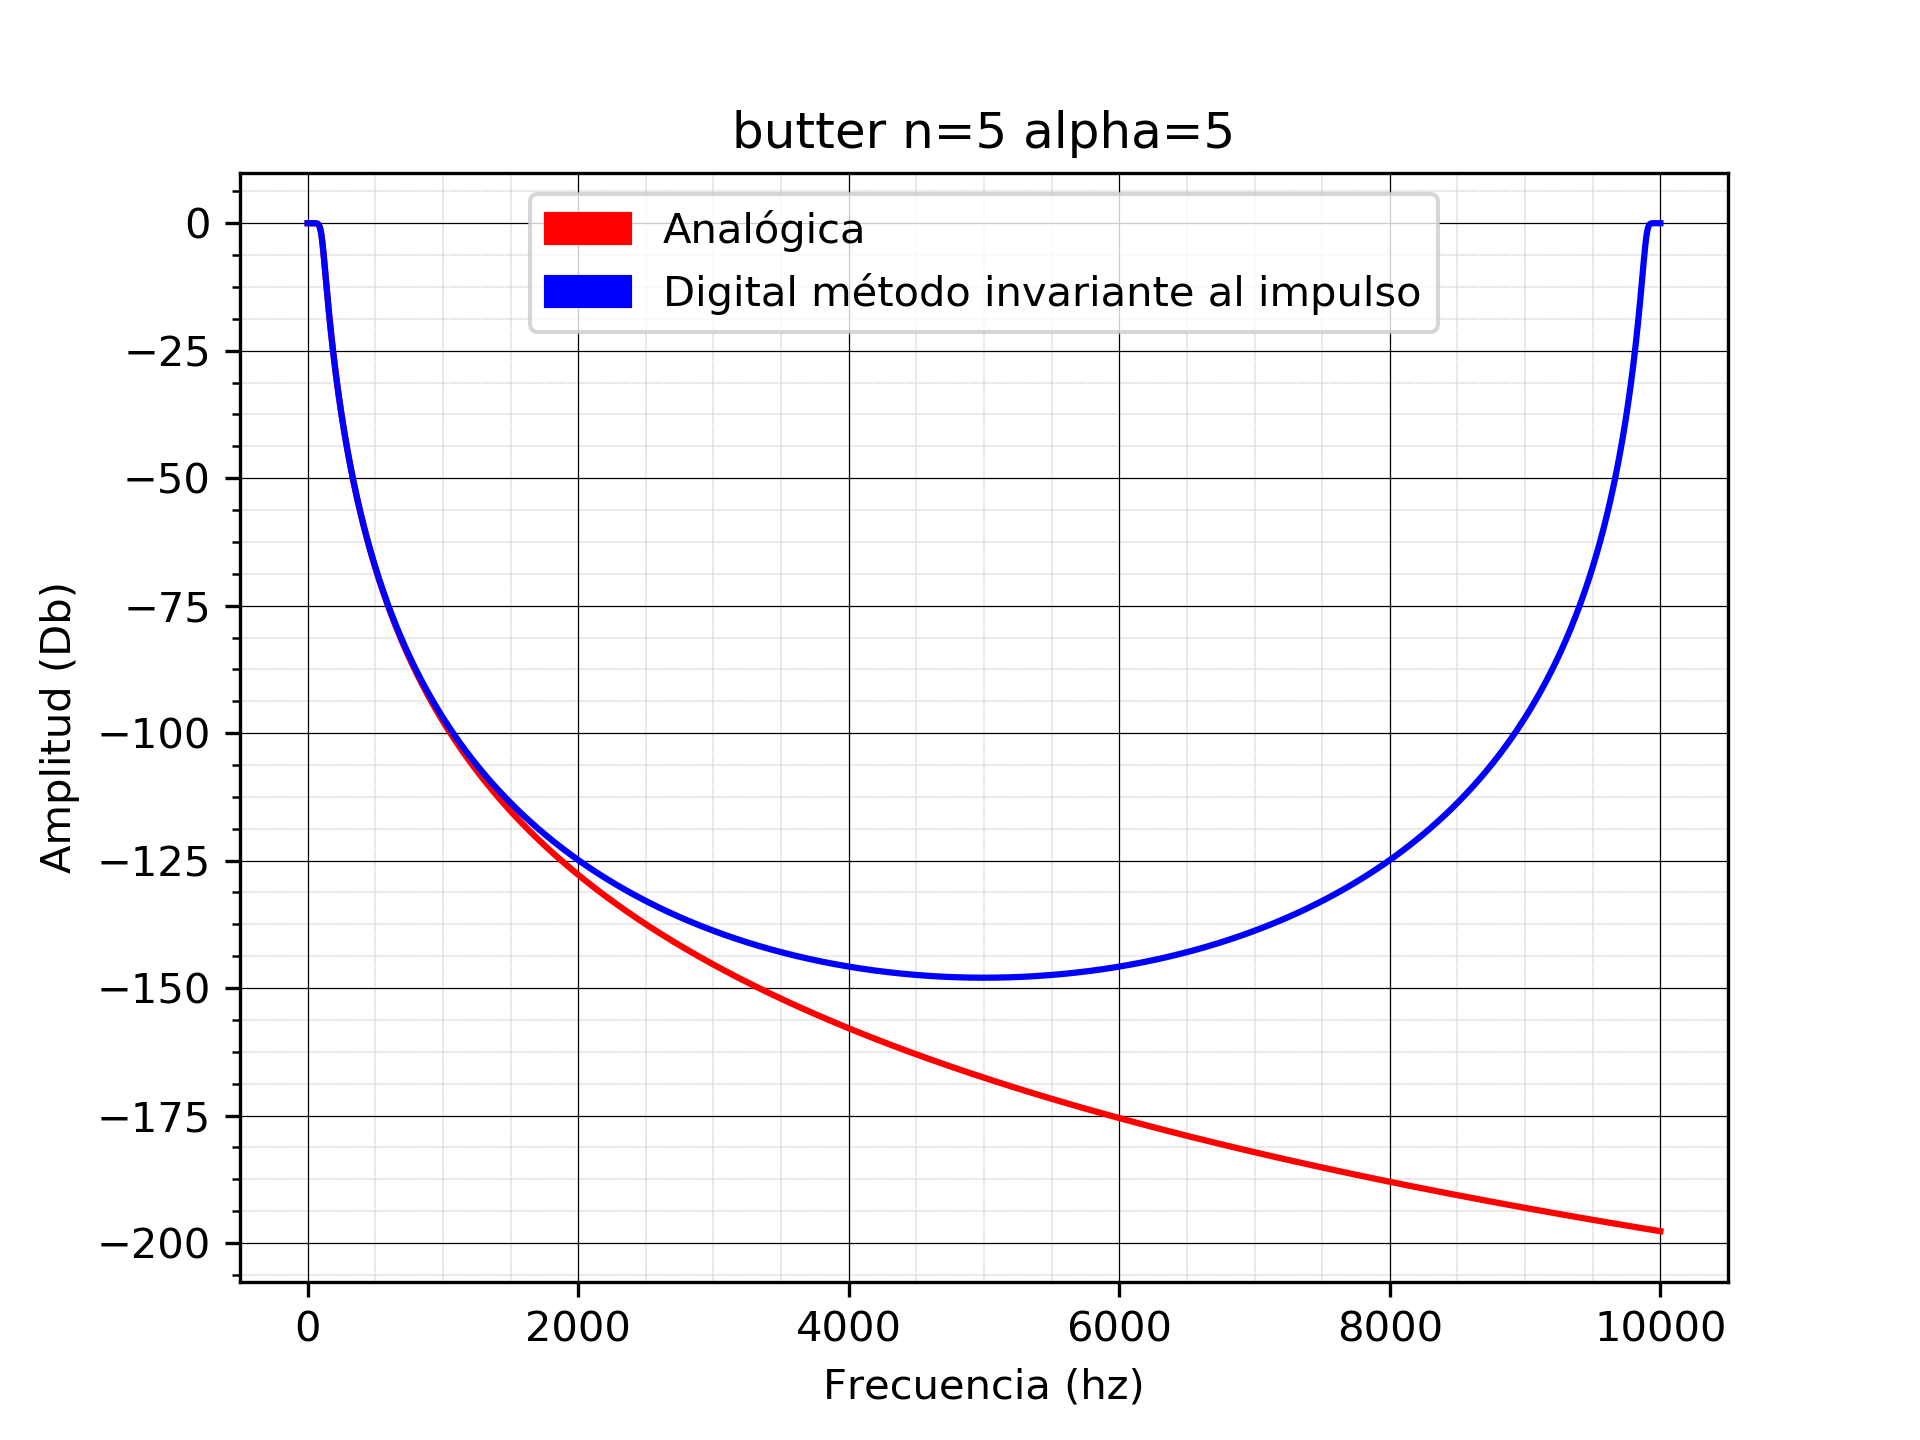 butter n=5 alpha=5
Analógica
Digital método invariante al impulso
Amplitud (Db)
0
−25
−50
−75
−100
−125
−150
−175
−200
0 2000 4000 6000 8000 10000
Frecuencia (hz)